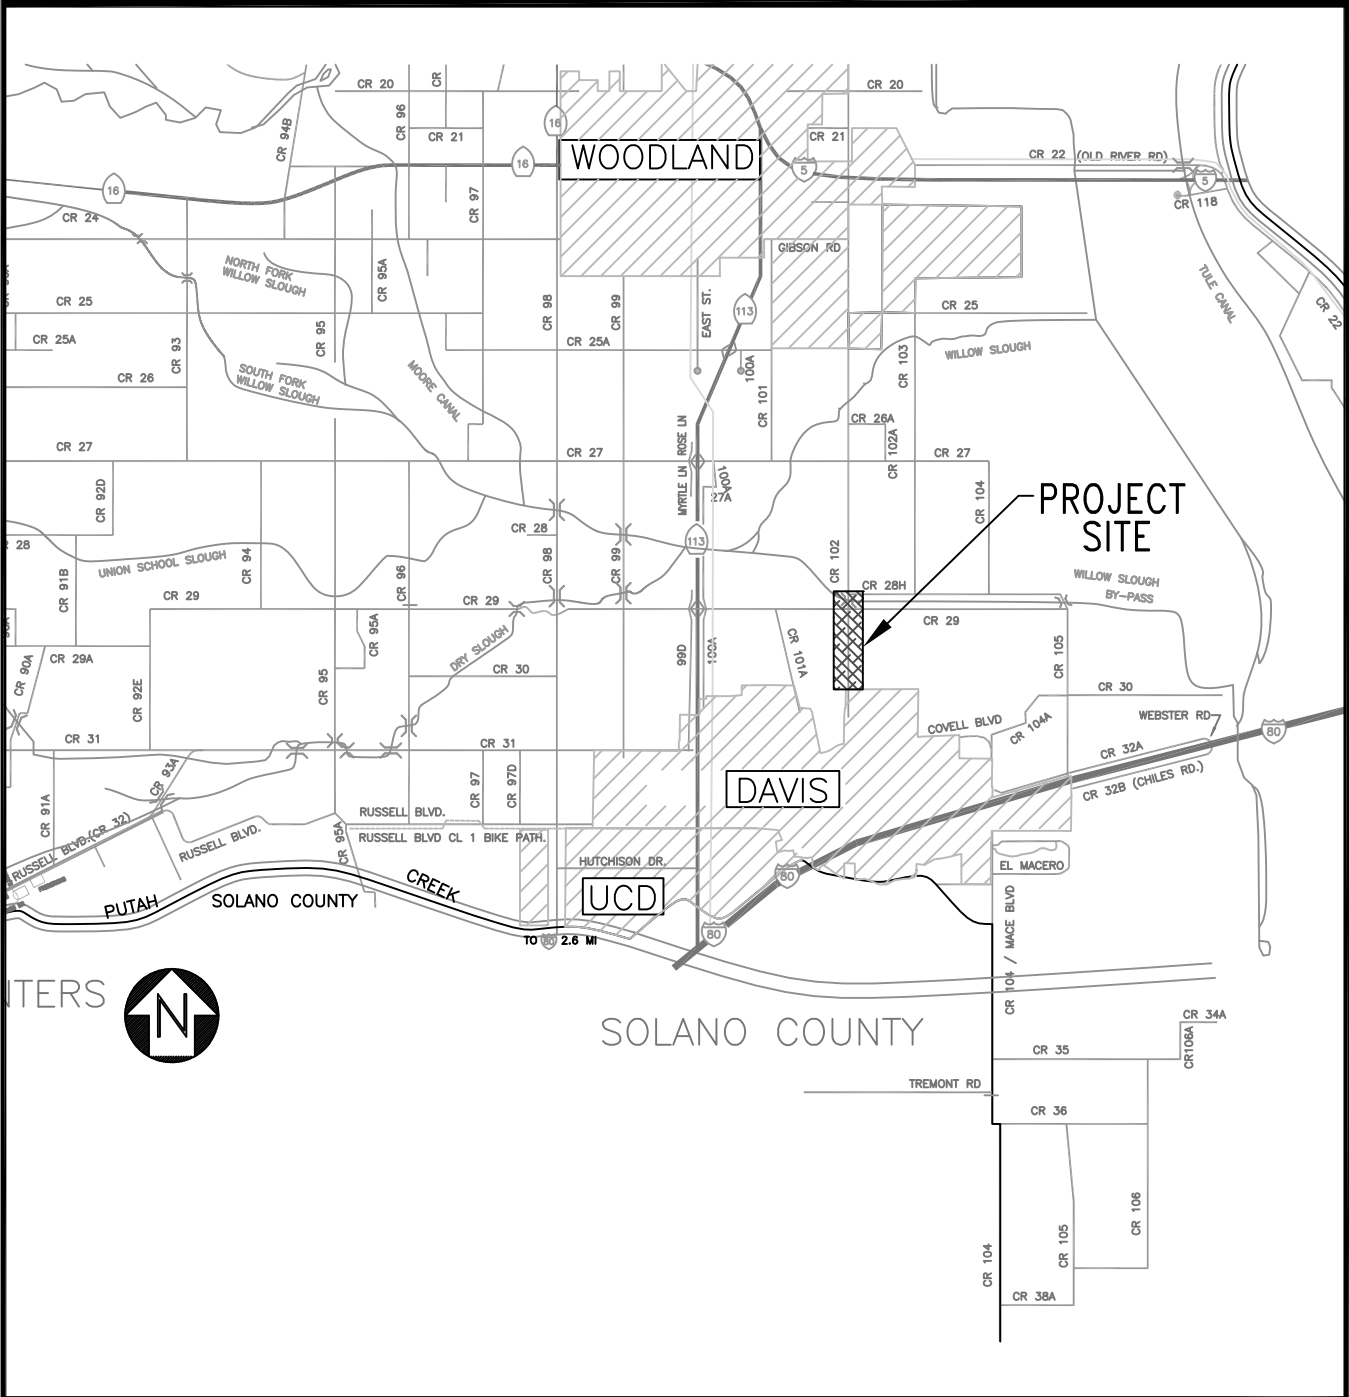 CR 20
CR
CR 20
CR 94B
CR 96
CR 21
16
CR 21
WOODLAND
16
5
CR 22 (OLD RIVER RD)
5
16
CR 97
CR 118
CR 24
GIBSON RD
NORTH FORK
WILLOW SLOUGH
CR 95A
TULE CANAL
CR 25
CR 98
CR 99
EAST ST.
113
CR 25
CR 22
CR 25A
CR 93
CR 95
CR 25A
CR 103
WILLOW SLOUGH
CR 26
SOUTH FORK
WILLOW SLOUGH
MOORE CANAL
100A
CR 101
CR 26A
CR 102A
CR 27
CR 27
MYRTLE LN
ROSE LN
100A
27A
CR 27
CR 92D
CR 104
PROJECT
SITE
28
CR 28
113
CR 102
UNION SCHOOL SLOUGH
CR 94
CR 98
CR 99
CR 91B
CR 96
CR 28H
WILLOW SLOUGH
BY-PASS
CR 29
CR 29
CR 29
CR 95A
DRY SLOUGH
99D
100A
CR 101A
CR 105
CR 90A
CR 29A
CR 92E
CR 95
CR 30
CR 30
COVELL BLVD
CR 104A
WEBSTER RD
80
CR 31
CR 31
CR 32A
CR 93A
CR 97
CR 97D
DAVIS
CR 32B (CHILES RD.)
CR 91A
RUSSELL BLVD.(CR 32)
RUSSELL BLVD.
CR 95A
RUSSELL BLVD.
RUSSELL BLVD CL 1 BIKE PATH.
HUTCHISON DR.
EL MACERO
80
PUTAH
SOLANO COUNTY
CREEK
UCD
CR 104 / MACE BLVD
80
TO 80 2.6 MI
N
SOLANO COUNTY
CR 34A
CR106A
CR 35
TREMONT RD
CR 36
CR 104
CR 105
CR 106
CR 38A